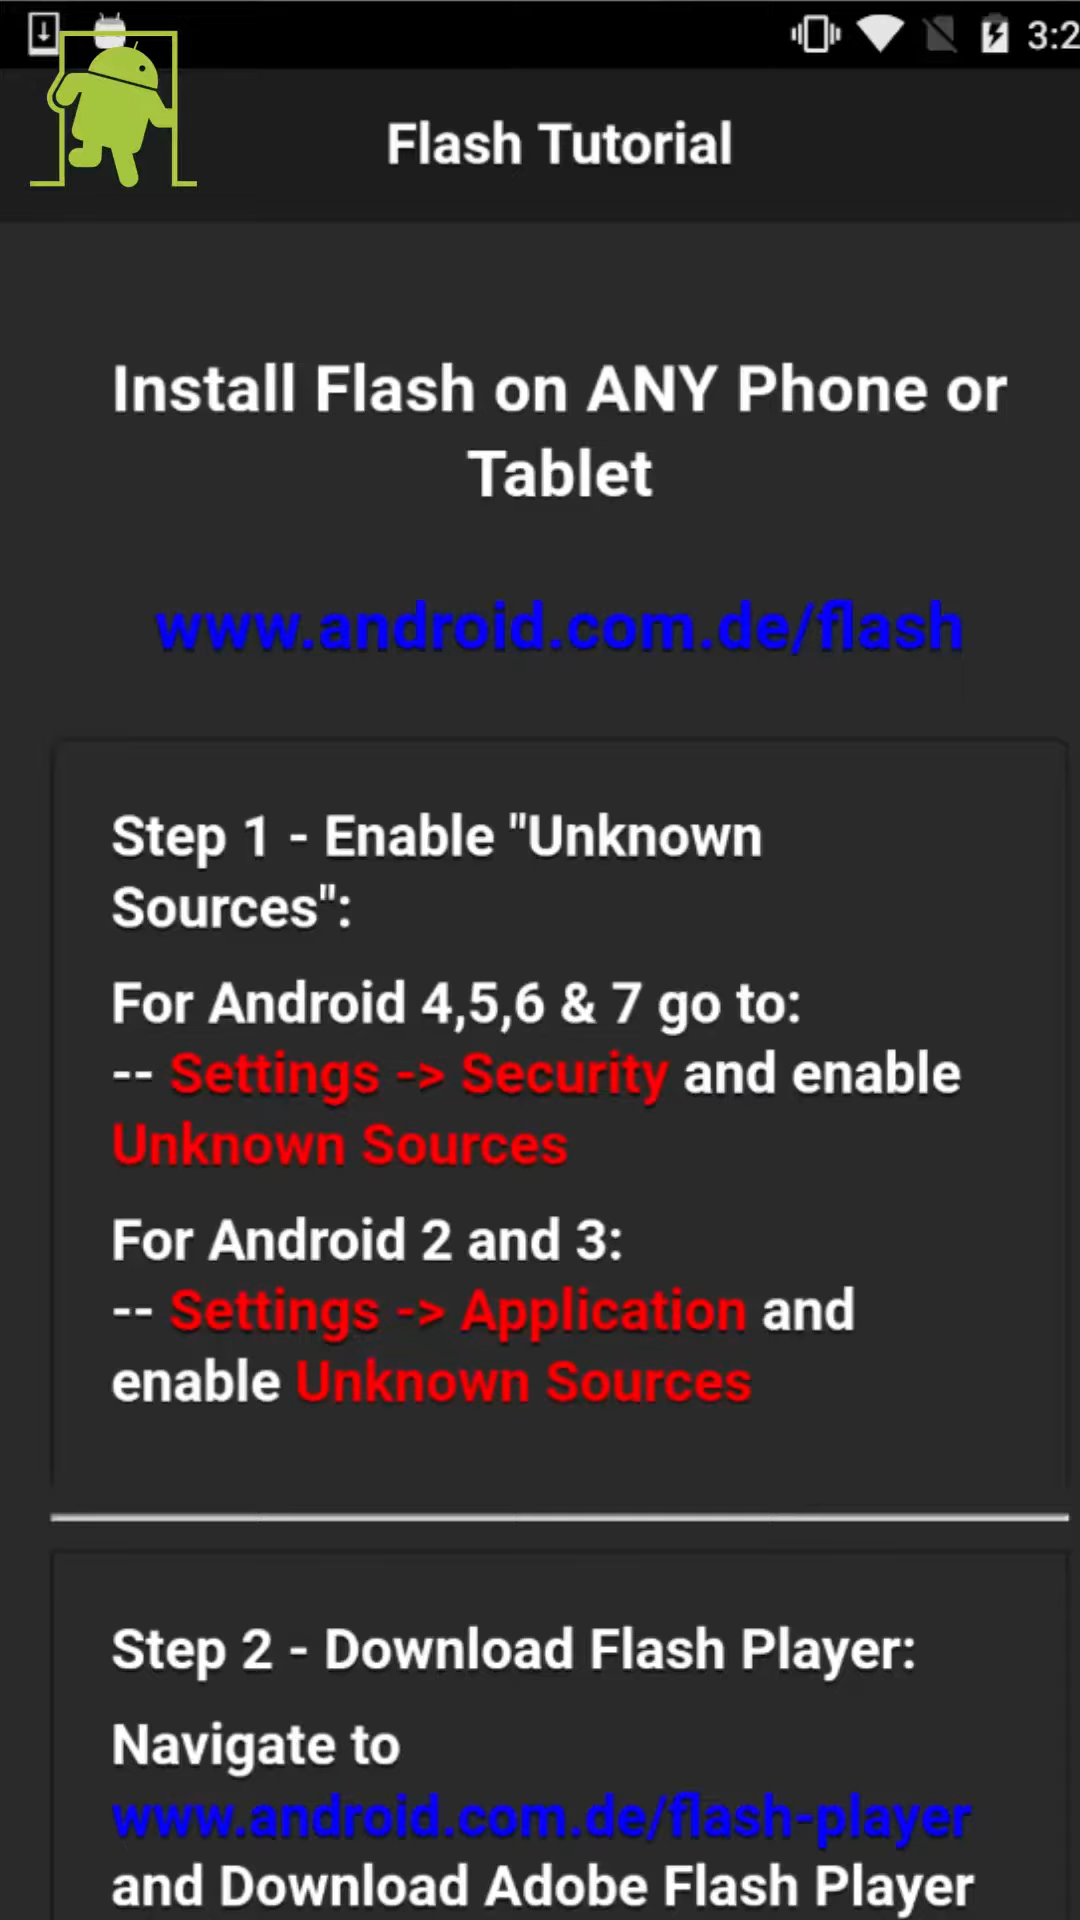 3:2
Flash Tutorial
Install Flash on ANY Phone or
Tablet
www.android.com.de/flash
Step 1 - Enable "Unknown
Sources":
For Android 4,5,6 & 7 go to:
-- Settings -> Security and enable
Unknown Sources
For Android 2 and 3:
-- Settings -> Application and
enable Unknown Sources
Step 2 - Download Flash Player:
Navigate to
www.android.com.de/flash-player
and Download Adobe Flash Player